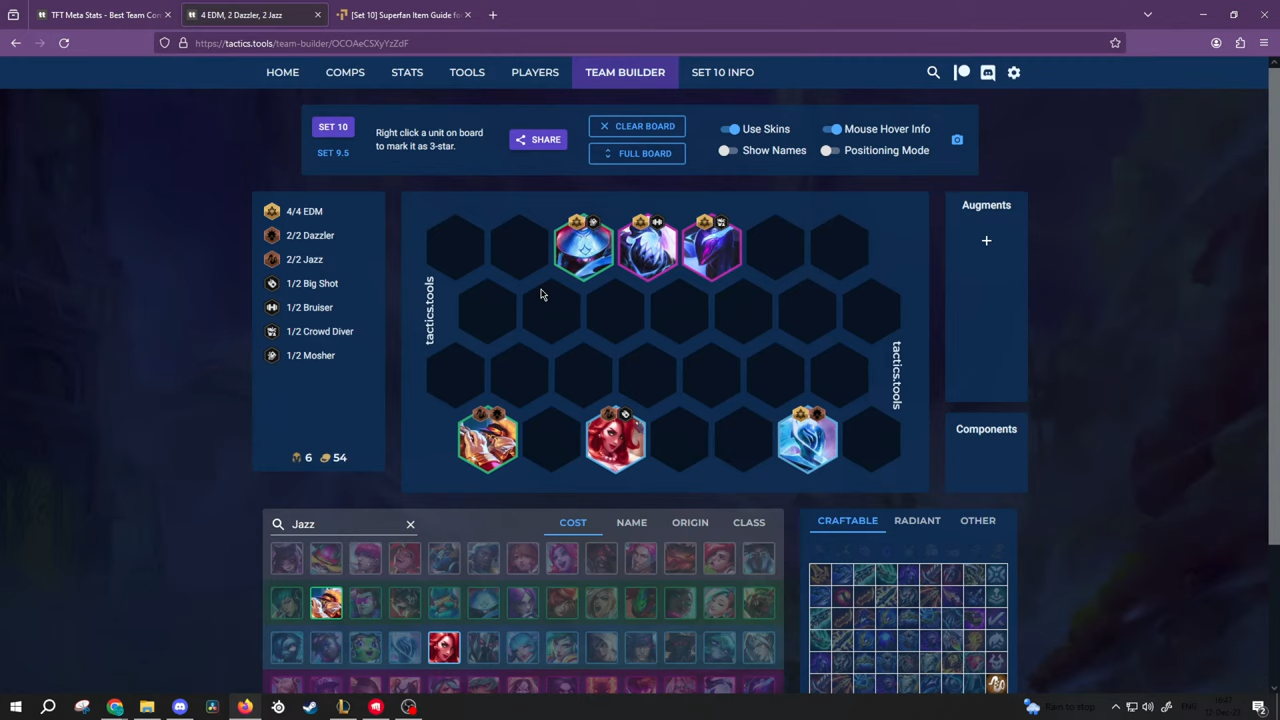 TFT Meta Stats - Best Team Con
4 EDM, 2 Dazzler, 2 Jazz
[Set 10] Superfan Item Guide fo
https://tactics.tools/team-builder/OCOAeCSXyYzZdF
HOME COMPS STATS TOOLS PLAYERS TEAM BUILDER SET 10 INFO
SET 10
SET 9.5
Right click a unit on board
to mark it as 3-star.
SHARE
CLEAR BOARD
FULL BOARD
Use Skins
Mouse Hover Info
Show Names
Positioning Mode
4/4 EDM
2/2 Dazzler
2/2 Jazz
1/2 Big Shot
1/2 Bruiser
1/2 Crowd Diver
1/2 Mosher
6 54
tactics.tools
tactics.tools
Augments
+
Components
Jazz
COST NAME ORIGIN CLASS
CRAFTABLE RADIANT OTHER
Rain to stop
ENG